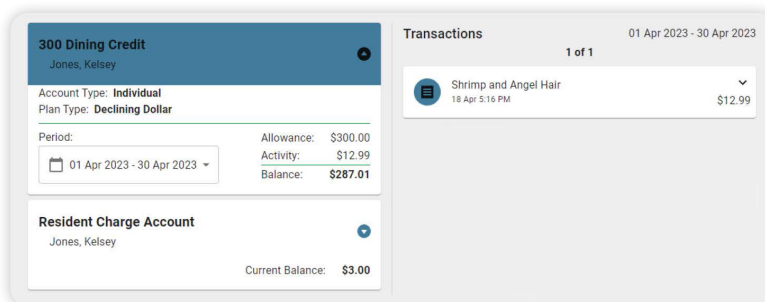 300 Dining Credit
Jones, Kelsey
Account Type: Individual
Plan Type: Declining Dollar
Period:
01 Apr 2023 - 30 Apr 2023
Allowance: $300.00
Activity: $12.99
Balance: $287.01
Resident Charge Account
Jones, Kelsey
Current Balance: $3.00
Transactions
01 Apr 2023 - 30 Apr 2023
1 of 1
Shrimp and Angel Hair
18 Apr 5:16 PM
$12.99